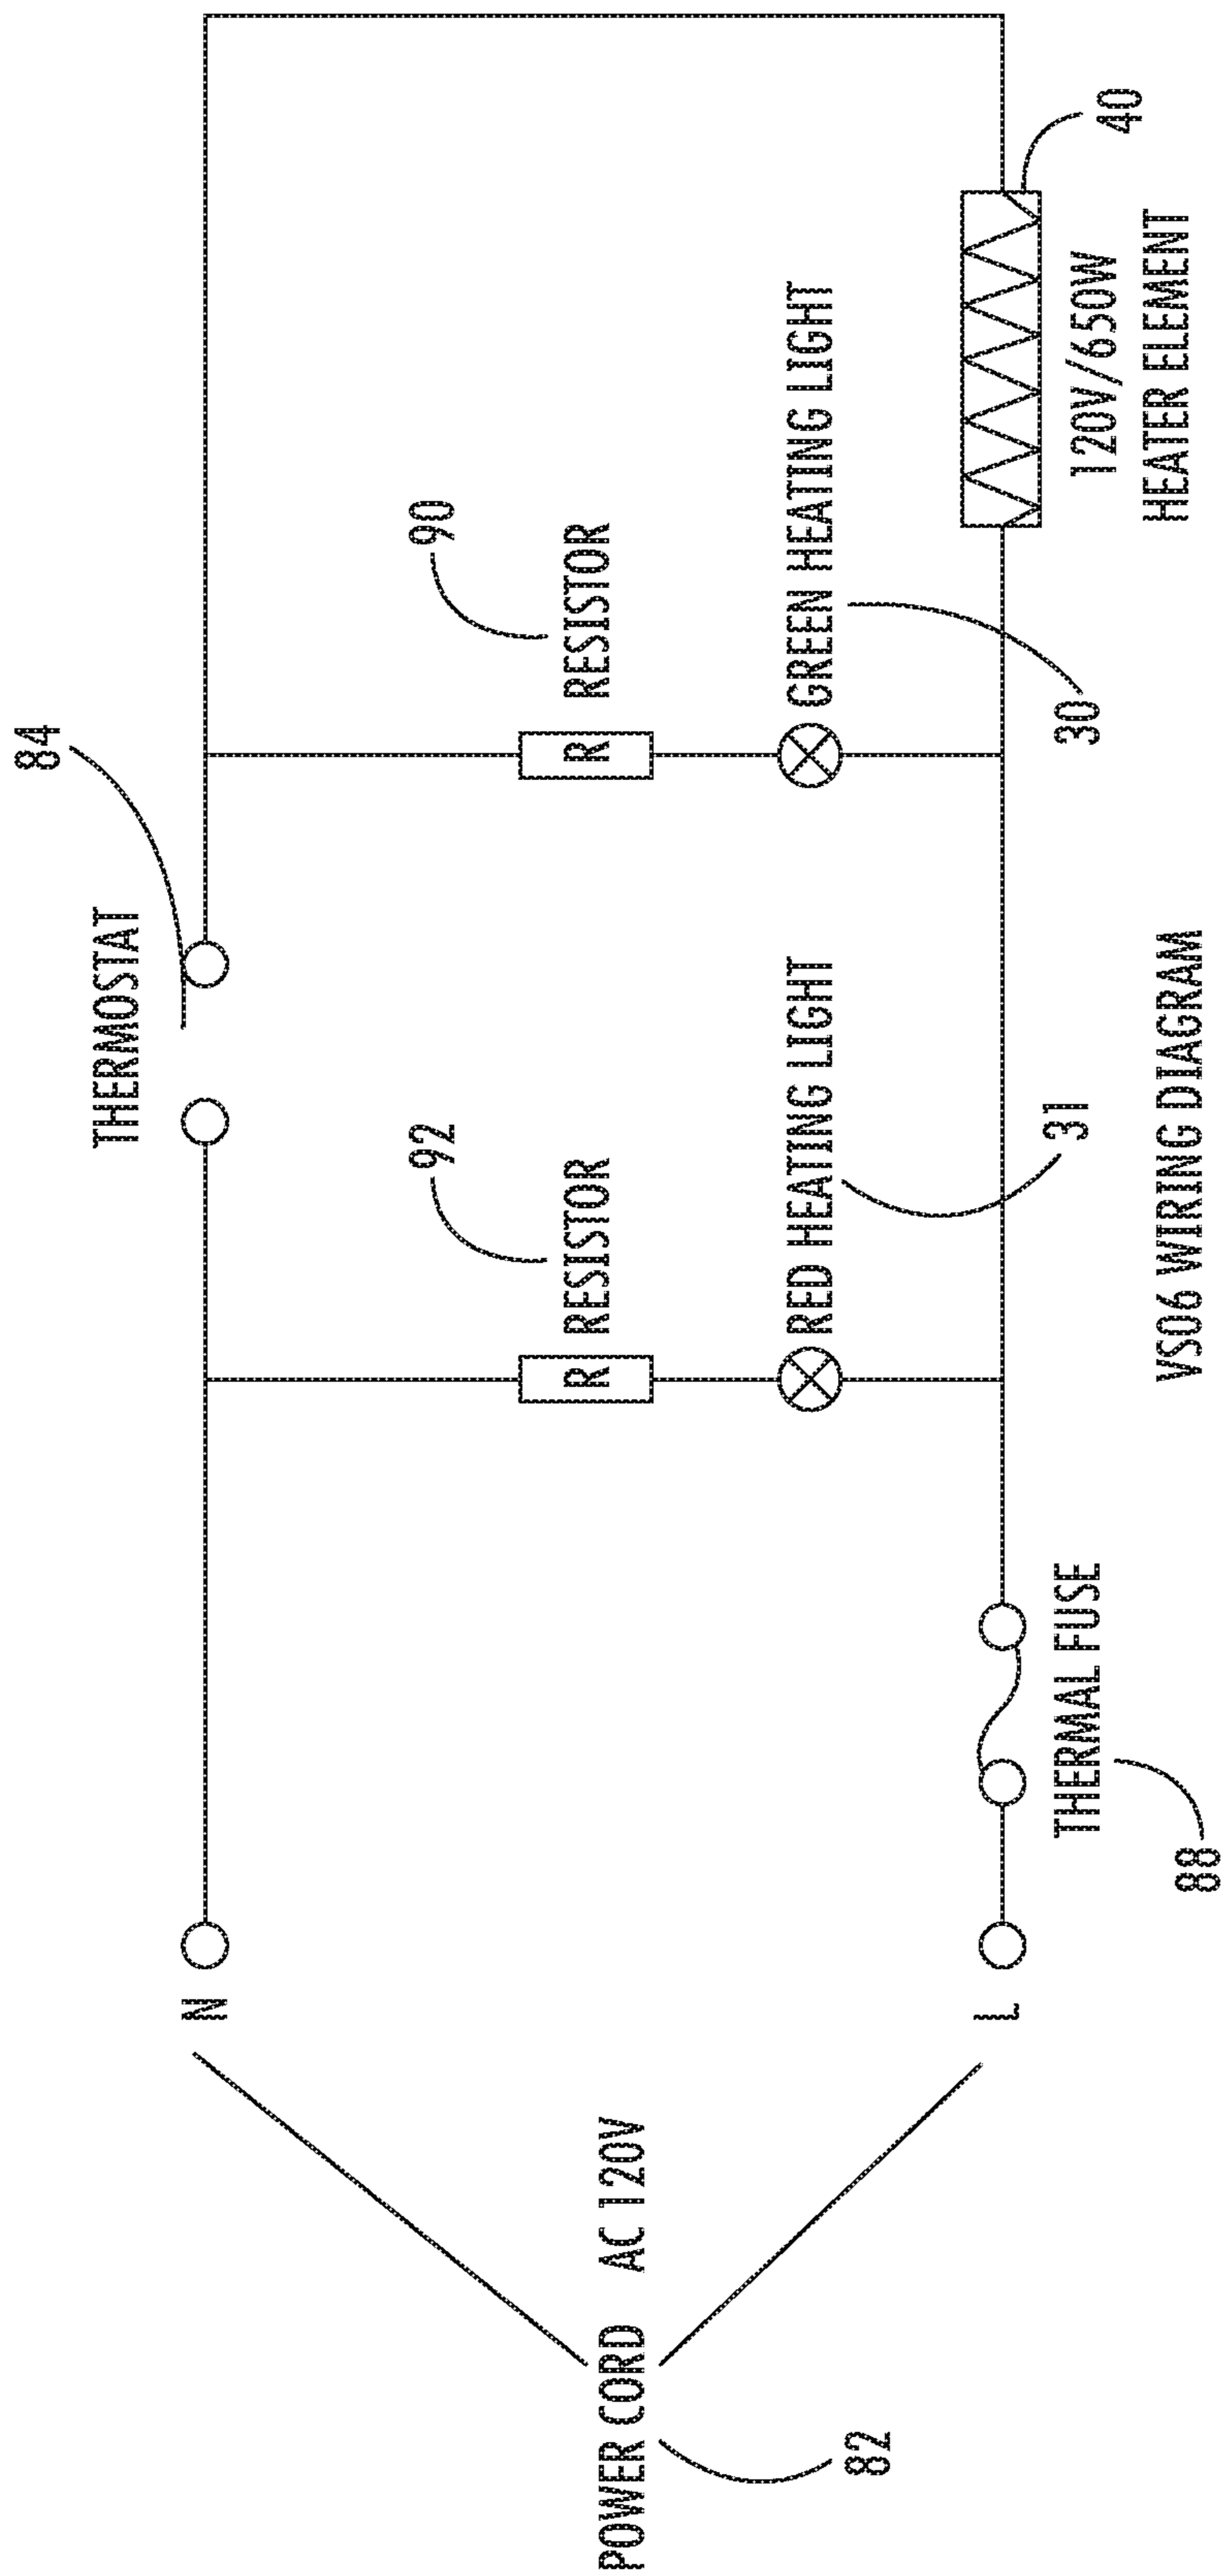 84
THERMOSTAT
92
90
RESISTOR
RESISTOR
R
R
N
POWER CORD AC 120V
82
RED HEATING LIGHT
GREEN HEATING LIGHT
31
30
L
THERMAL FUSE
88
40
120V/650W
HEATER ELEMENT
VS06 WIRING DIAGRAM